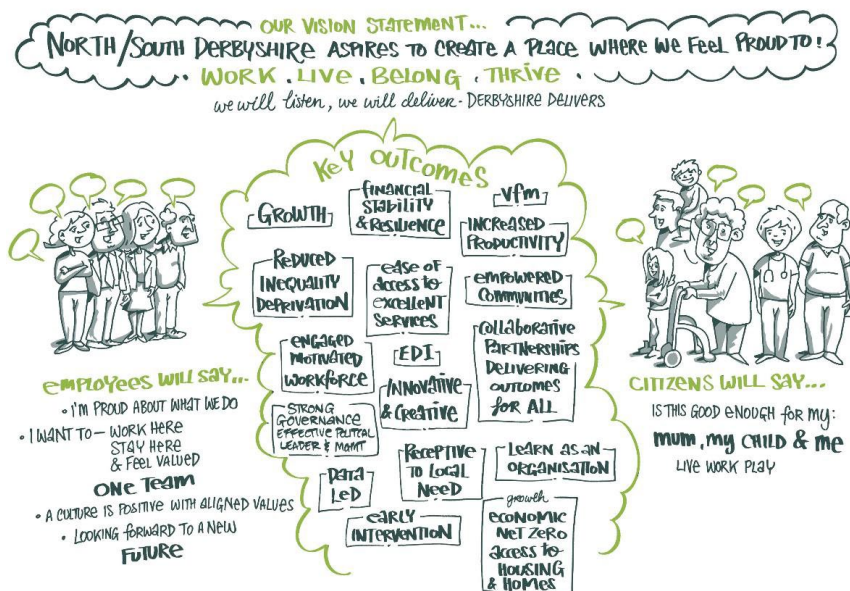 OUR VISION STATEMENT...
NORTH/SOUTH DERBYSHIRE ASPIRES TO CREATE A PLACE WHERE WE FEEL PROUD TO!
WORK . LIVE . BELONG . THRIVE .
we will listen, we will deliver - DERBYSHIRE DELIVERS
KEY OUTCOMES
GROWTH
FINANCIAL
STABILITY
& RESILIENCE
vfm
INCREASED
PRODUCTIVITY
REDUCED
INEQUALITY
DEPRIVATION
ease of
access to
excellent
services
EMPOWERED
COMMUNITIES
ENGAGED
MOTIVATED
WORKFORCE
EDI
COLLABORATIVE
PARTNERSHIPS
DELIVERING
OUTCOMES
for ALL
INNOVATIVE
& CREATIVE
STRONG
GOVERNANCE
EFFECTIVE POLITICAL
LEADER & MGMT
DATA
LED
RECEPTIVE
TO LOCAL
NEED
LEARN AS AN
ORGANISATION
EARLY
INTERVENTION
growth
ECONOMIC
NET ZERO
access to
HOUSING
& HOMES
EMPLOYEES WILL SAY...
• I'M PROUD ABOUT WHAT WE DO
• I WANT TO – WORK HERE
STAY HERE
& FEEL VALUED
ONE TEAM
• A CULTURE IS POSITIVE WITH ALIGNED VALUES
• LOOKING FORWARD TO A NEW
FUTURE
CITIZENS WILL SAY...
IS THIS GOOD ENOUGH FOR MY:
MUM, MY CHILD & ME
LIVE WORK PLAY